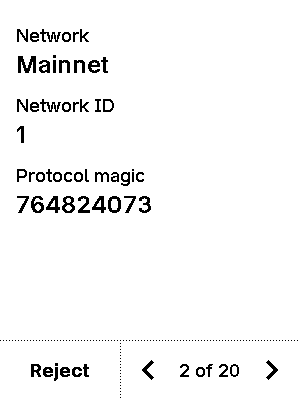 Network
Mainnet
Network ID
1
Protocol magic
764824073
Reject
2 of 20